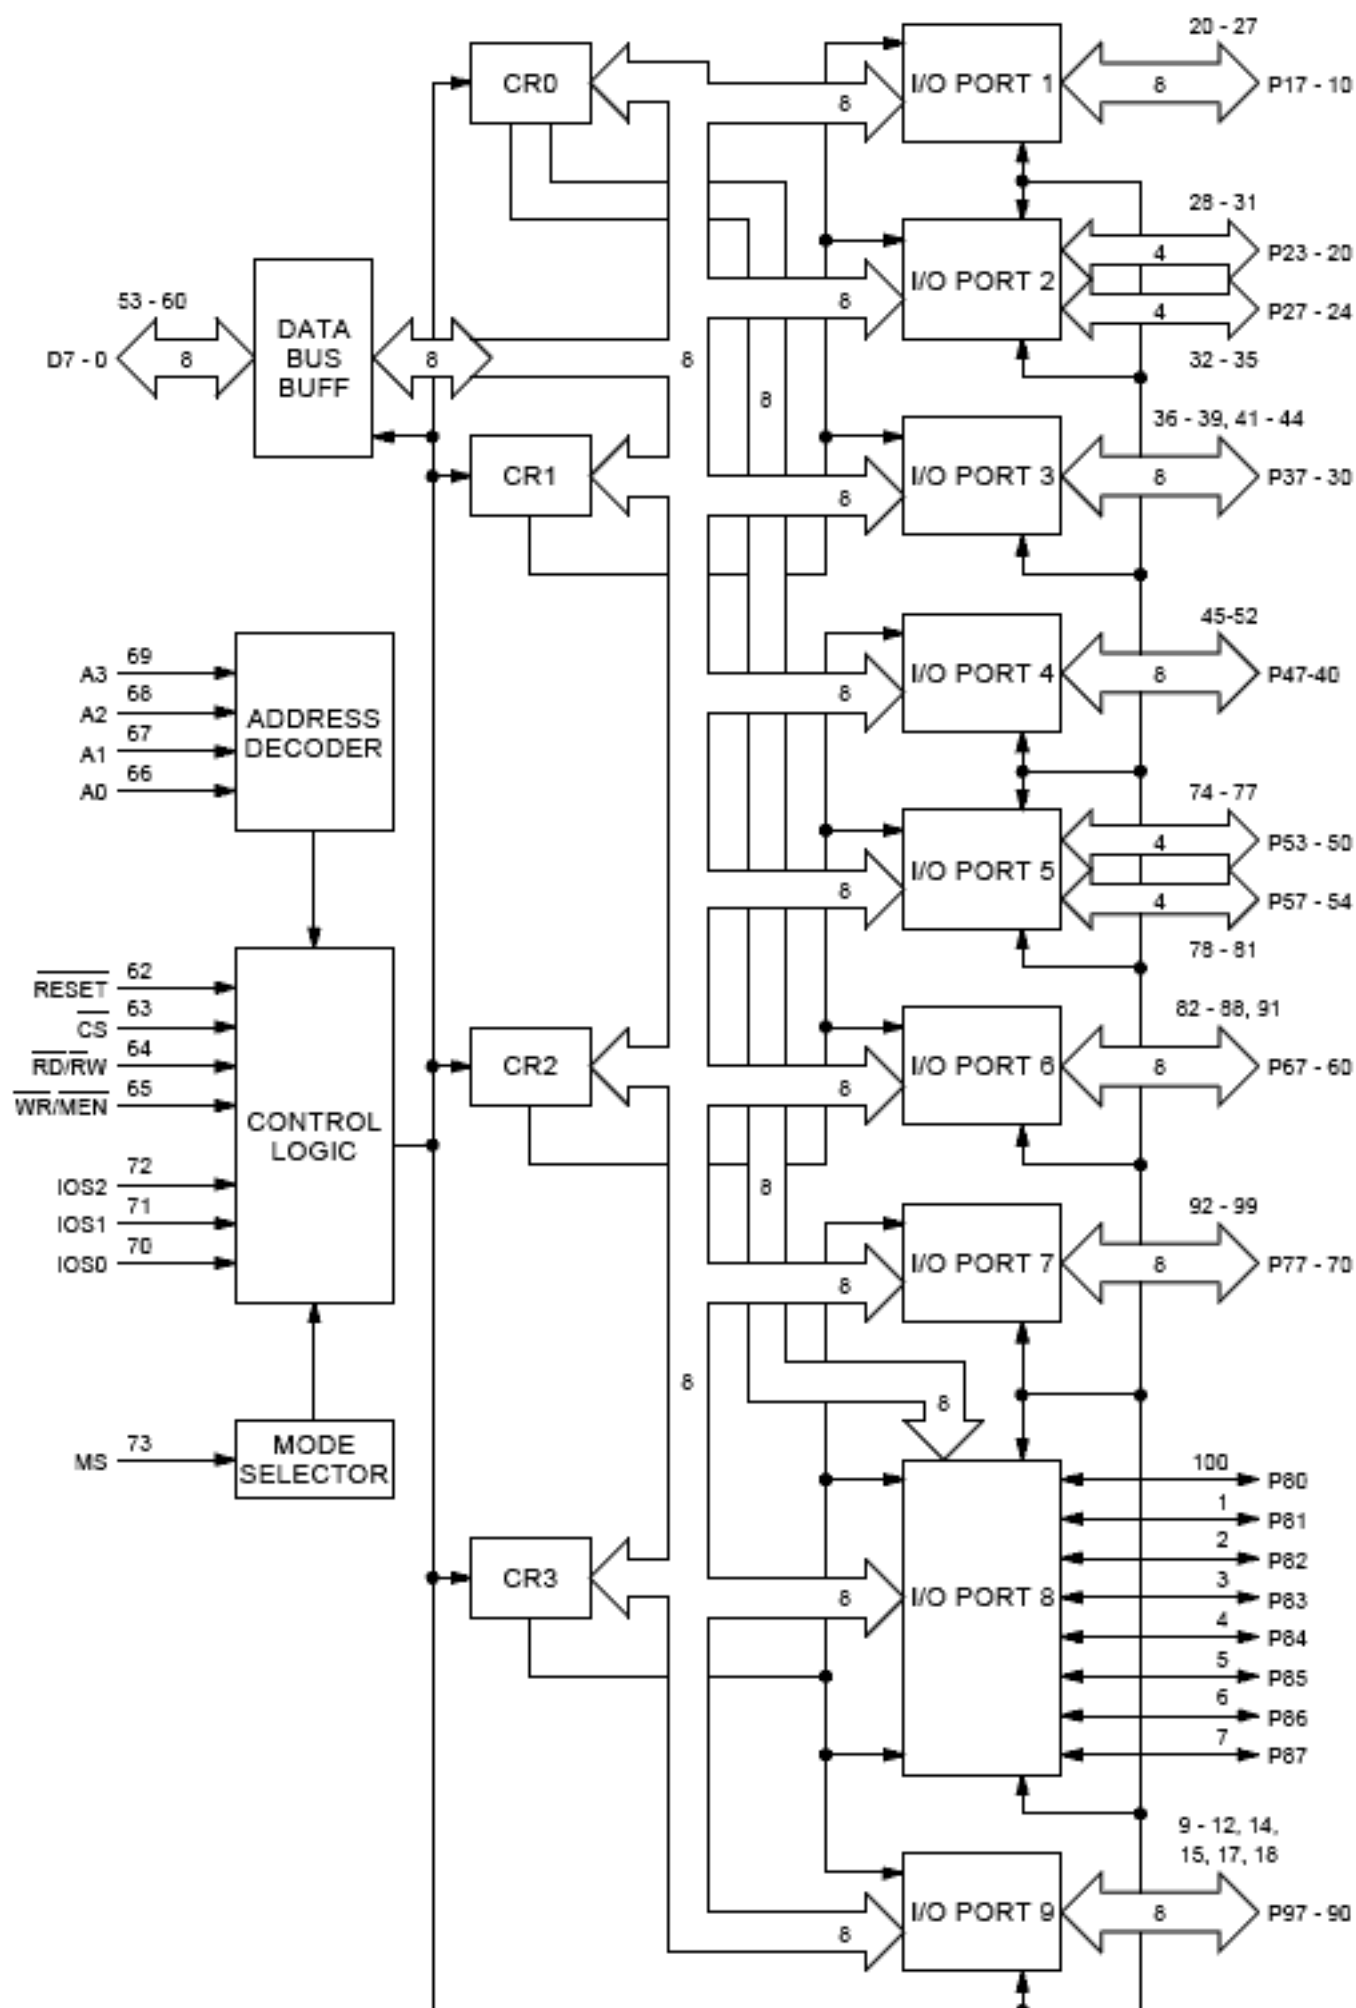 20 - 27
CR0
I/O PORT 1
8
8
P17 - 10
28 - 31
4
P23 - 20
I/O PORT 2
8
4
P27 - 24
32 - 35
53 - 60
D7 - 0
8
DATA
BUS
BUFF
8
8
8
36 - 39, 41 - 44
CR1
I/O PORT 3
8
8
P37 - 30
45-52
I/O PORT 4
8
8
P47-40
A3
69
A2
68
A1
67
A0
66
ADDRESS
DECODER
74 - 77
4
P53 - 50
I/O PORT 5
8
4
P57 - 54
78 - 81
RESET
62
CS
63
RD/RW
64
WR/MEN
65
IOS2
72
IOS1
71
IOS0
70
CONTROL
LOGIC
82 - 88, 91
CR2
I/O PORT 6
8
8
P67 - 60
8
92 - 99
I/O PORT 7
8
8
P77 - 70
8
8
MS
73
MODE
SELECTOR
CR3
I/O PORT 8
8
100
P80
1
P81
2
P82
3
P83
4
P84
5
P85
6
P86
7
P87
9 - 12, 14,
15, 17, 18
I/O PORT 9
8
8
P97 - 90